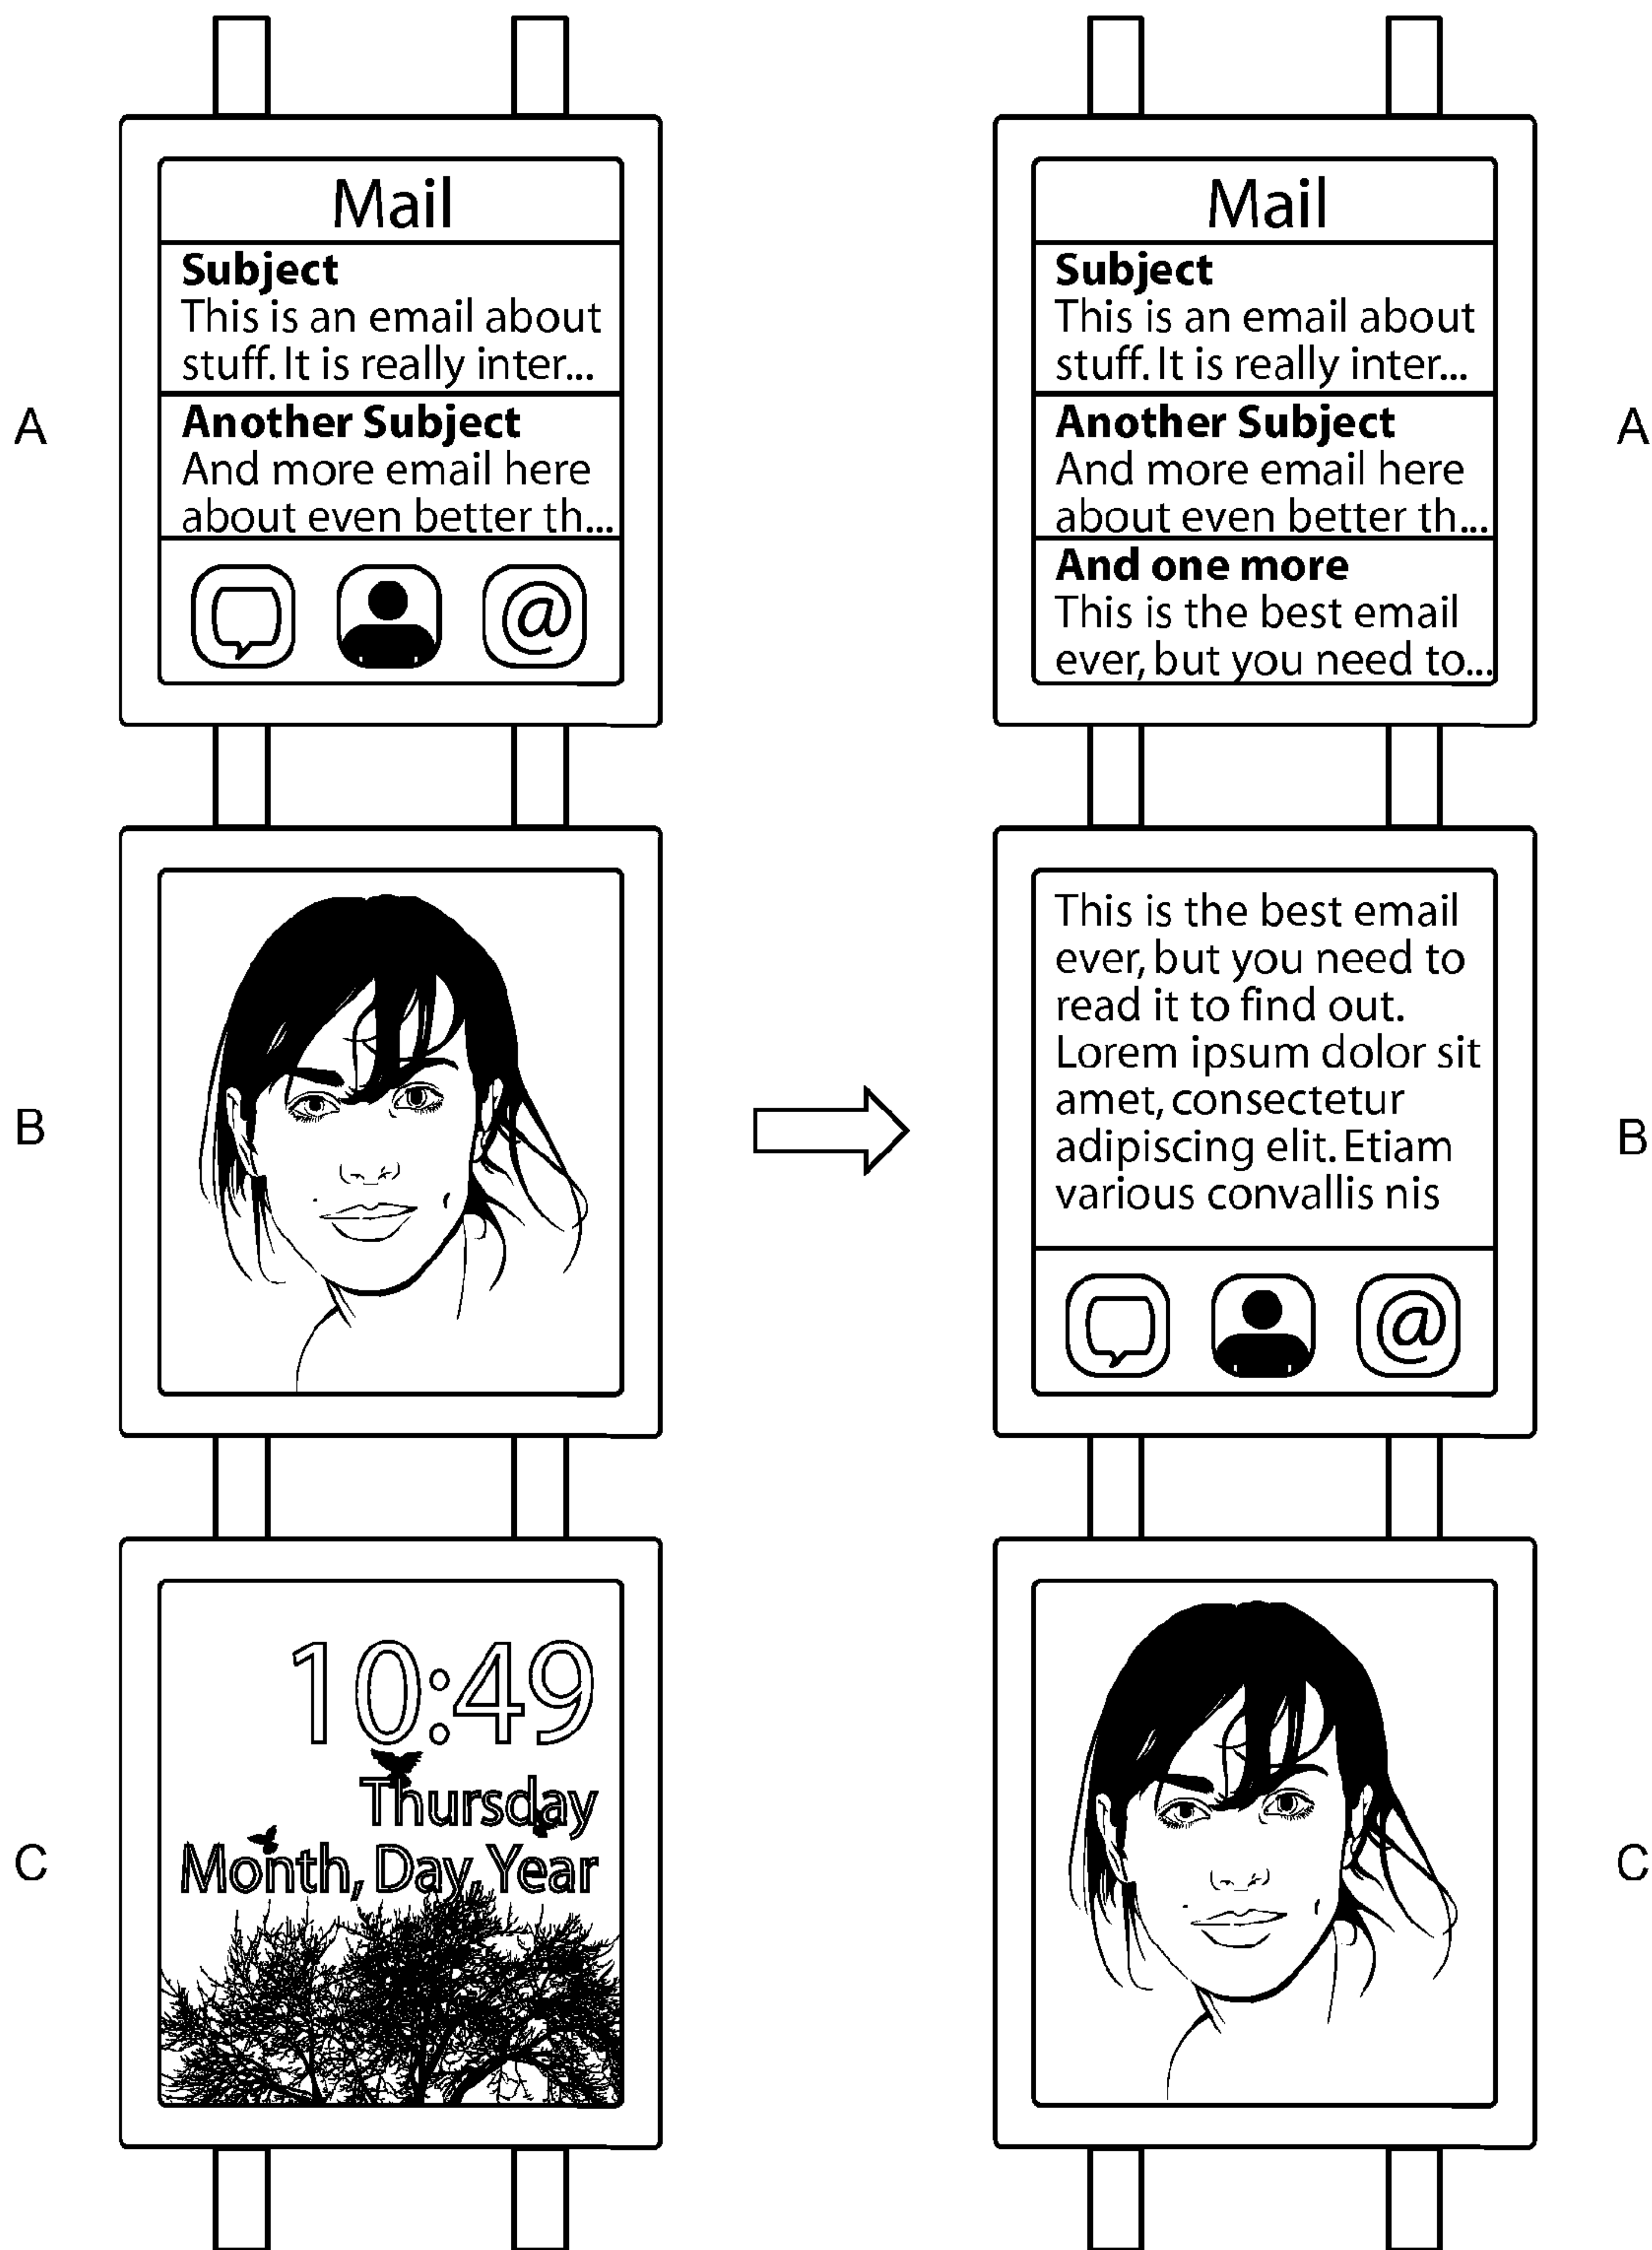 Mail
Subject
This is an email about
stuff. It is really inter...
A
Another Subject
And more email here
about even better th...
@
B
10:49
Thursday
C
Month, Day, Year
Mail
Subject
This is an email about
stuff. It is really inter...
Another Subject
A
And more email here
about even better th...
And one more
This is the best email
ever, but you need to...
This is the best email
ever, but you need to
read it to find out.
Lorem ipsum dolor sit
amet, consectetur
adipiscing elit. Etiam
B
various convallis nis
@
C